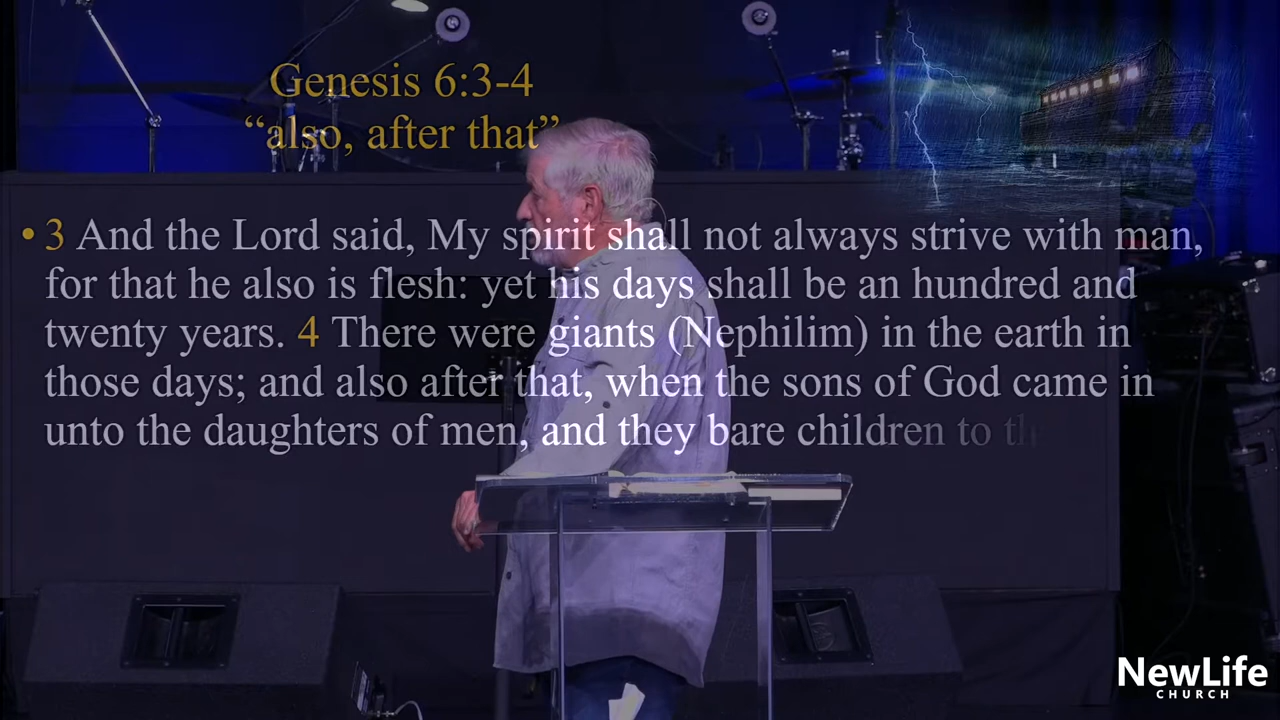 Genesis 6:3-4
“also, after that”
• 3 And the Lord said, My spirit shall not always strive with man,
for that he also is flesh: yet his days shall be an hundred and
twenty years. 4 There were giants (Nephilim) in the earth in
those days; and also after that, when the sons of God came in
unto the daughters of men, and they bare children to
NewLife
CHURCH